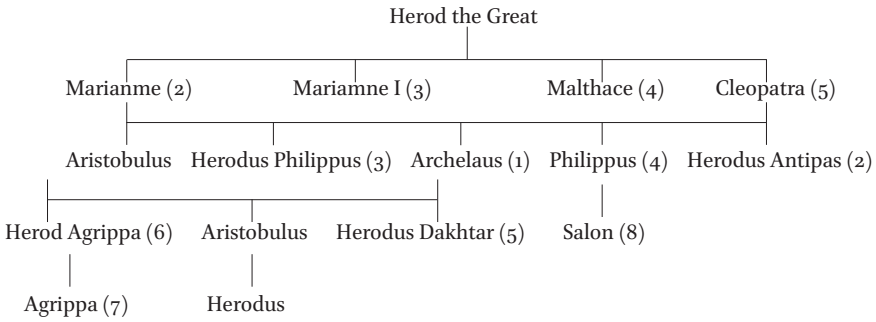 Herod the Great
Marianme (2) Mariamne I (3) Malthace (4) Cleopatra (5)
Aristobulus Herodus Philippus (3) Archelaus (1) Philippus (4) Herodus Antipas (2)
Herod Agrippa (6) Aristobulus Herodus Dakhtar (5) Salon (8)
Agrippa (7) Herodus